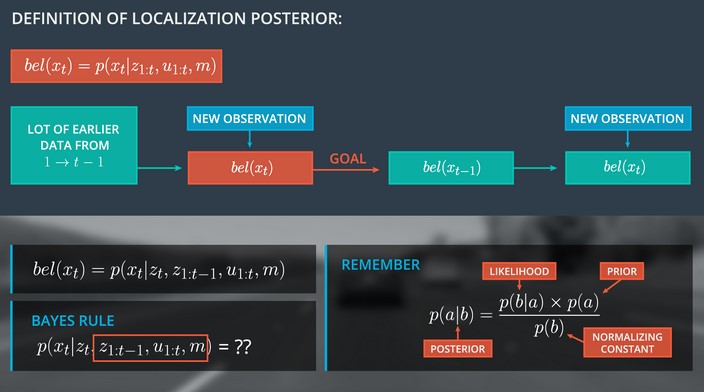 DEFINITION OF LOCALIZATION POSTERIOR:
bel(x_t) = p(x_t|z_{1:t}, u_{1:t}, m)
LOT OF EARLIER
DATA FROM
1 → t − 1
NEW OBSERVATION
bel(x_t)
GOAL
bel(x_{t−1})
NEW OBSERVATION
bel(x_t)
bel(x_t) = p(x_t|z_t, z_{1:t−1}, u_{1:t}, m)
BAYES RULE
p(x_t|z_t, z_{1:t−1}, u_{1:t}, m) = ??
REMEMBER
LIKELIHOOD
PRIOR
p(a|b) = \frac{p(b|a) × p(a)}{p(b)}
POSTERIOR
NORMALIZING
CONSTANT